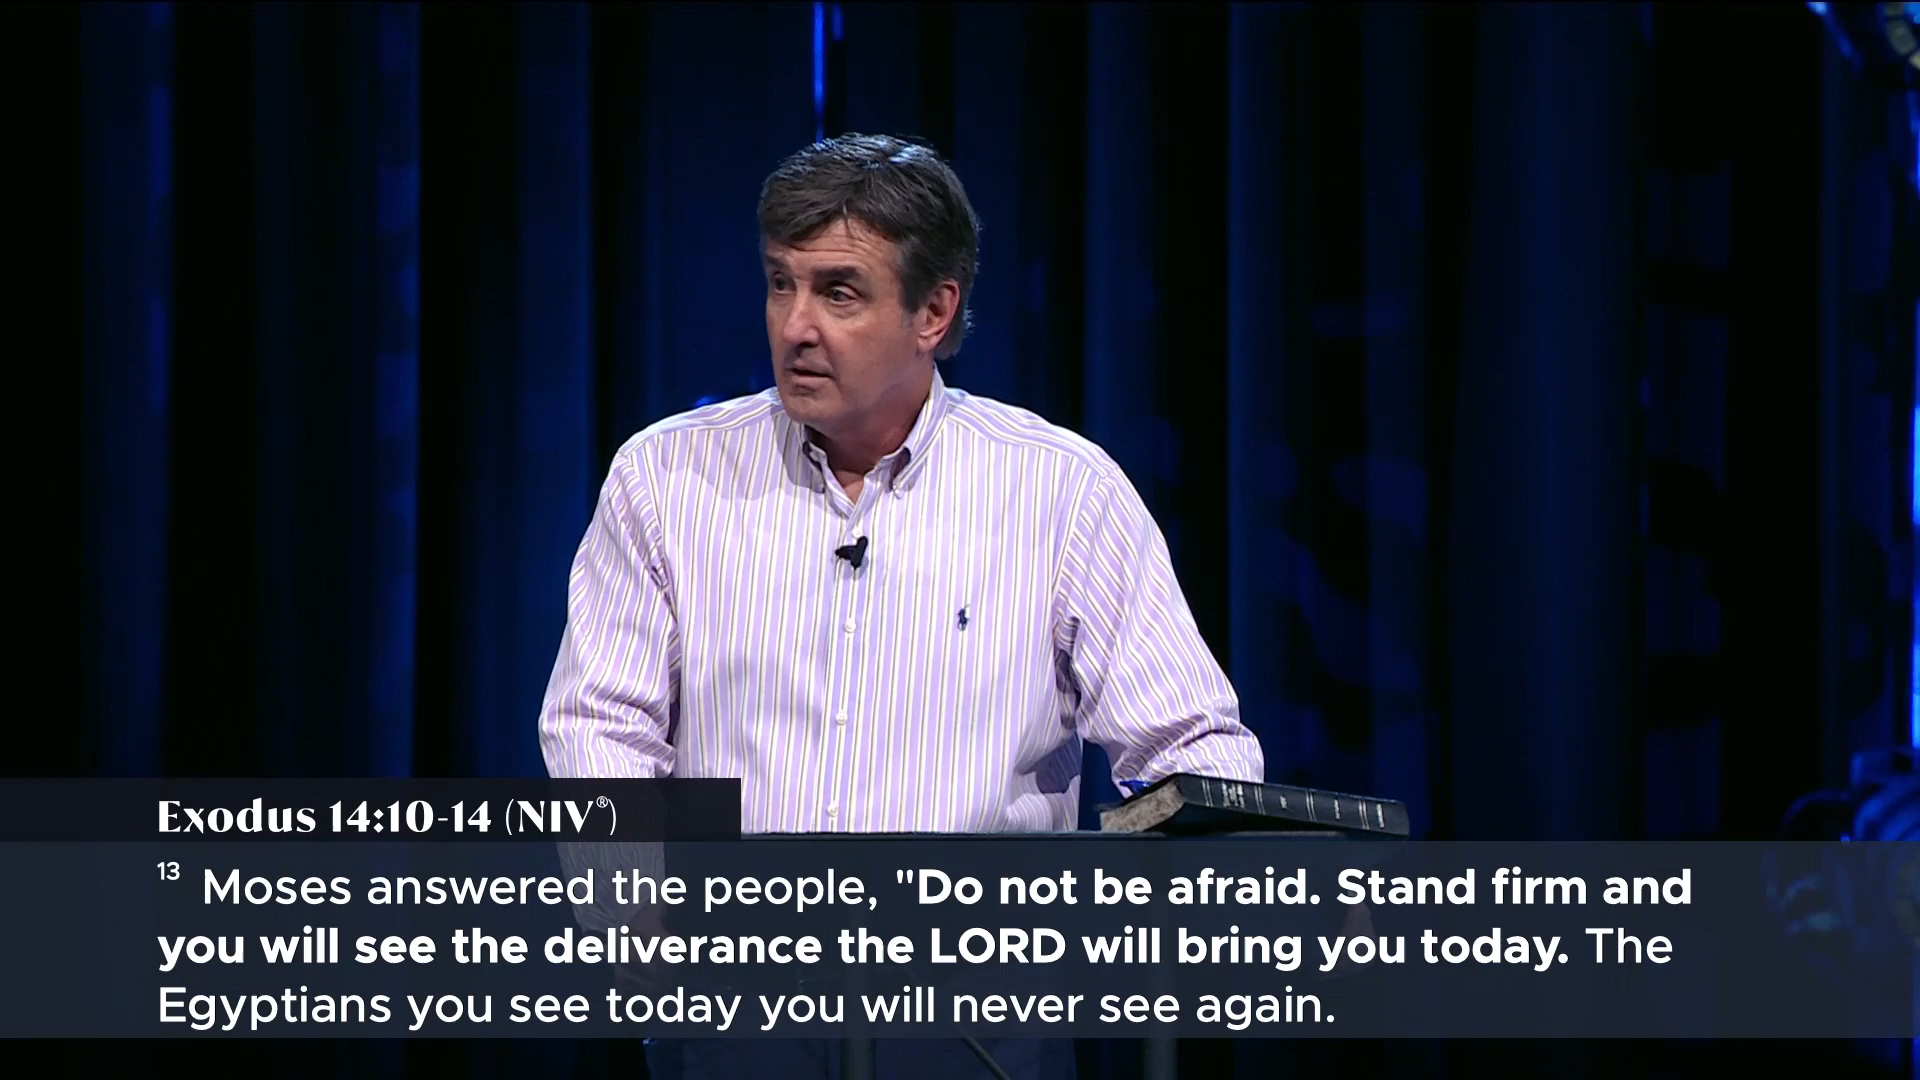 Exodus 14:10-14 (NIV®)
13 Moses answered the people, "Do not be afraid. Stand firm and
you will see the deliverance the LORD will bring you today. The
Egyptians you see today you will never see again.